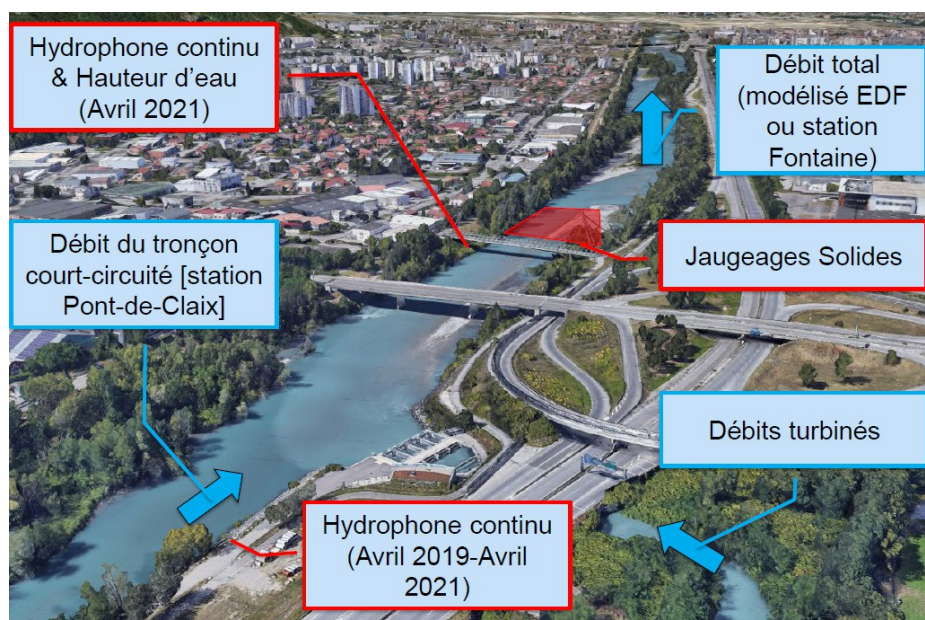 Hydrophone continu
& Hauteur d'eau
(Avril 2021)
Débit total
(modélisé EDF
ou station
Fontaine)
Débit du tronçon
court-circuité [station
Pont-de-Claix]
Jaugeages Solides
Débits turbinés
Hydrophone continu
(Avril 2019-Avril
2021)